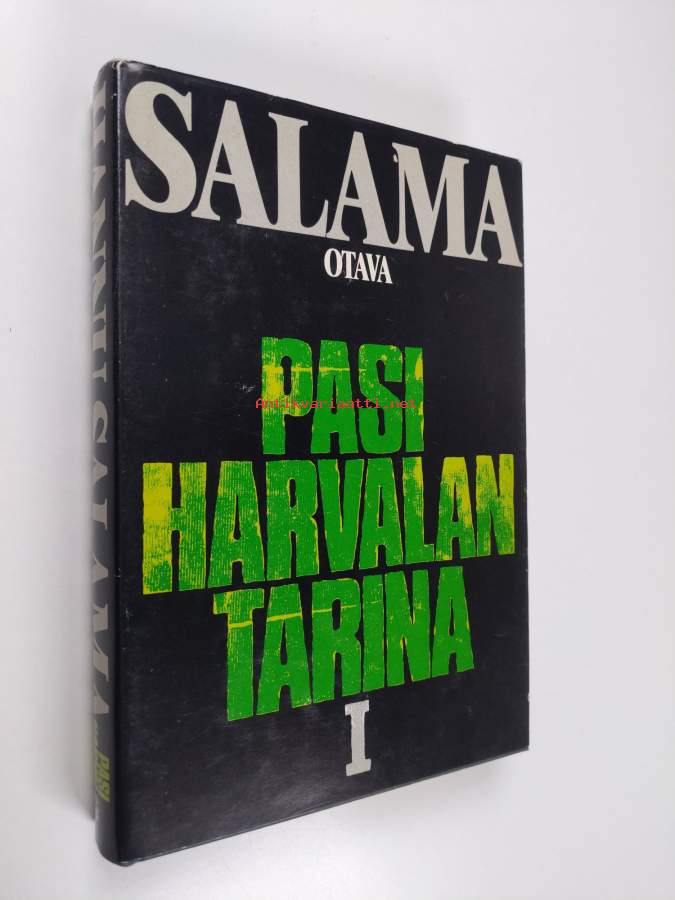 SALAMA
OTAVA
PASI
HARVALAN
TARINA
I
HANNU SALAMA
PASI
Antikvariaatti.net